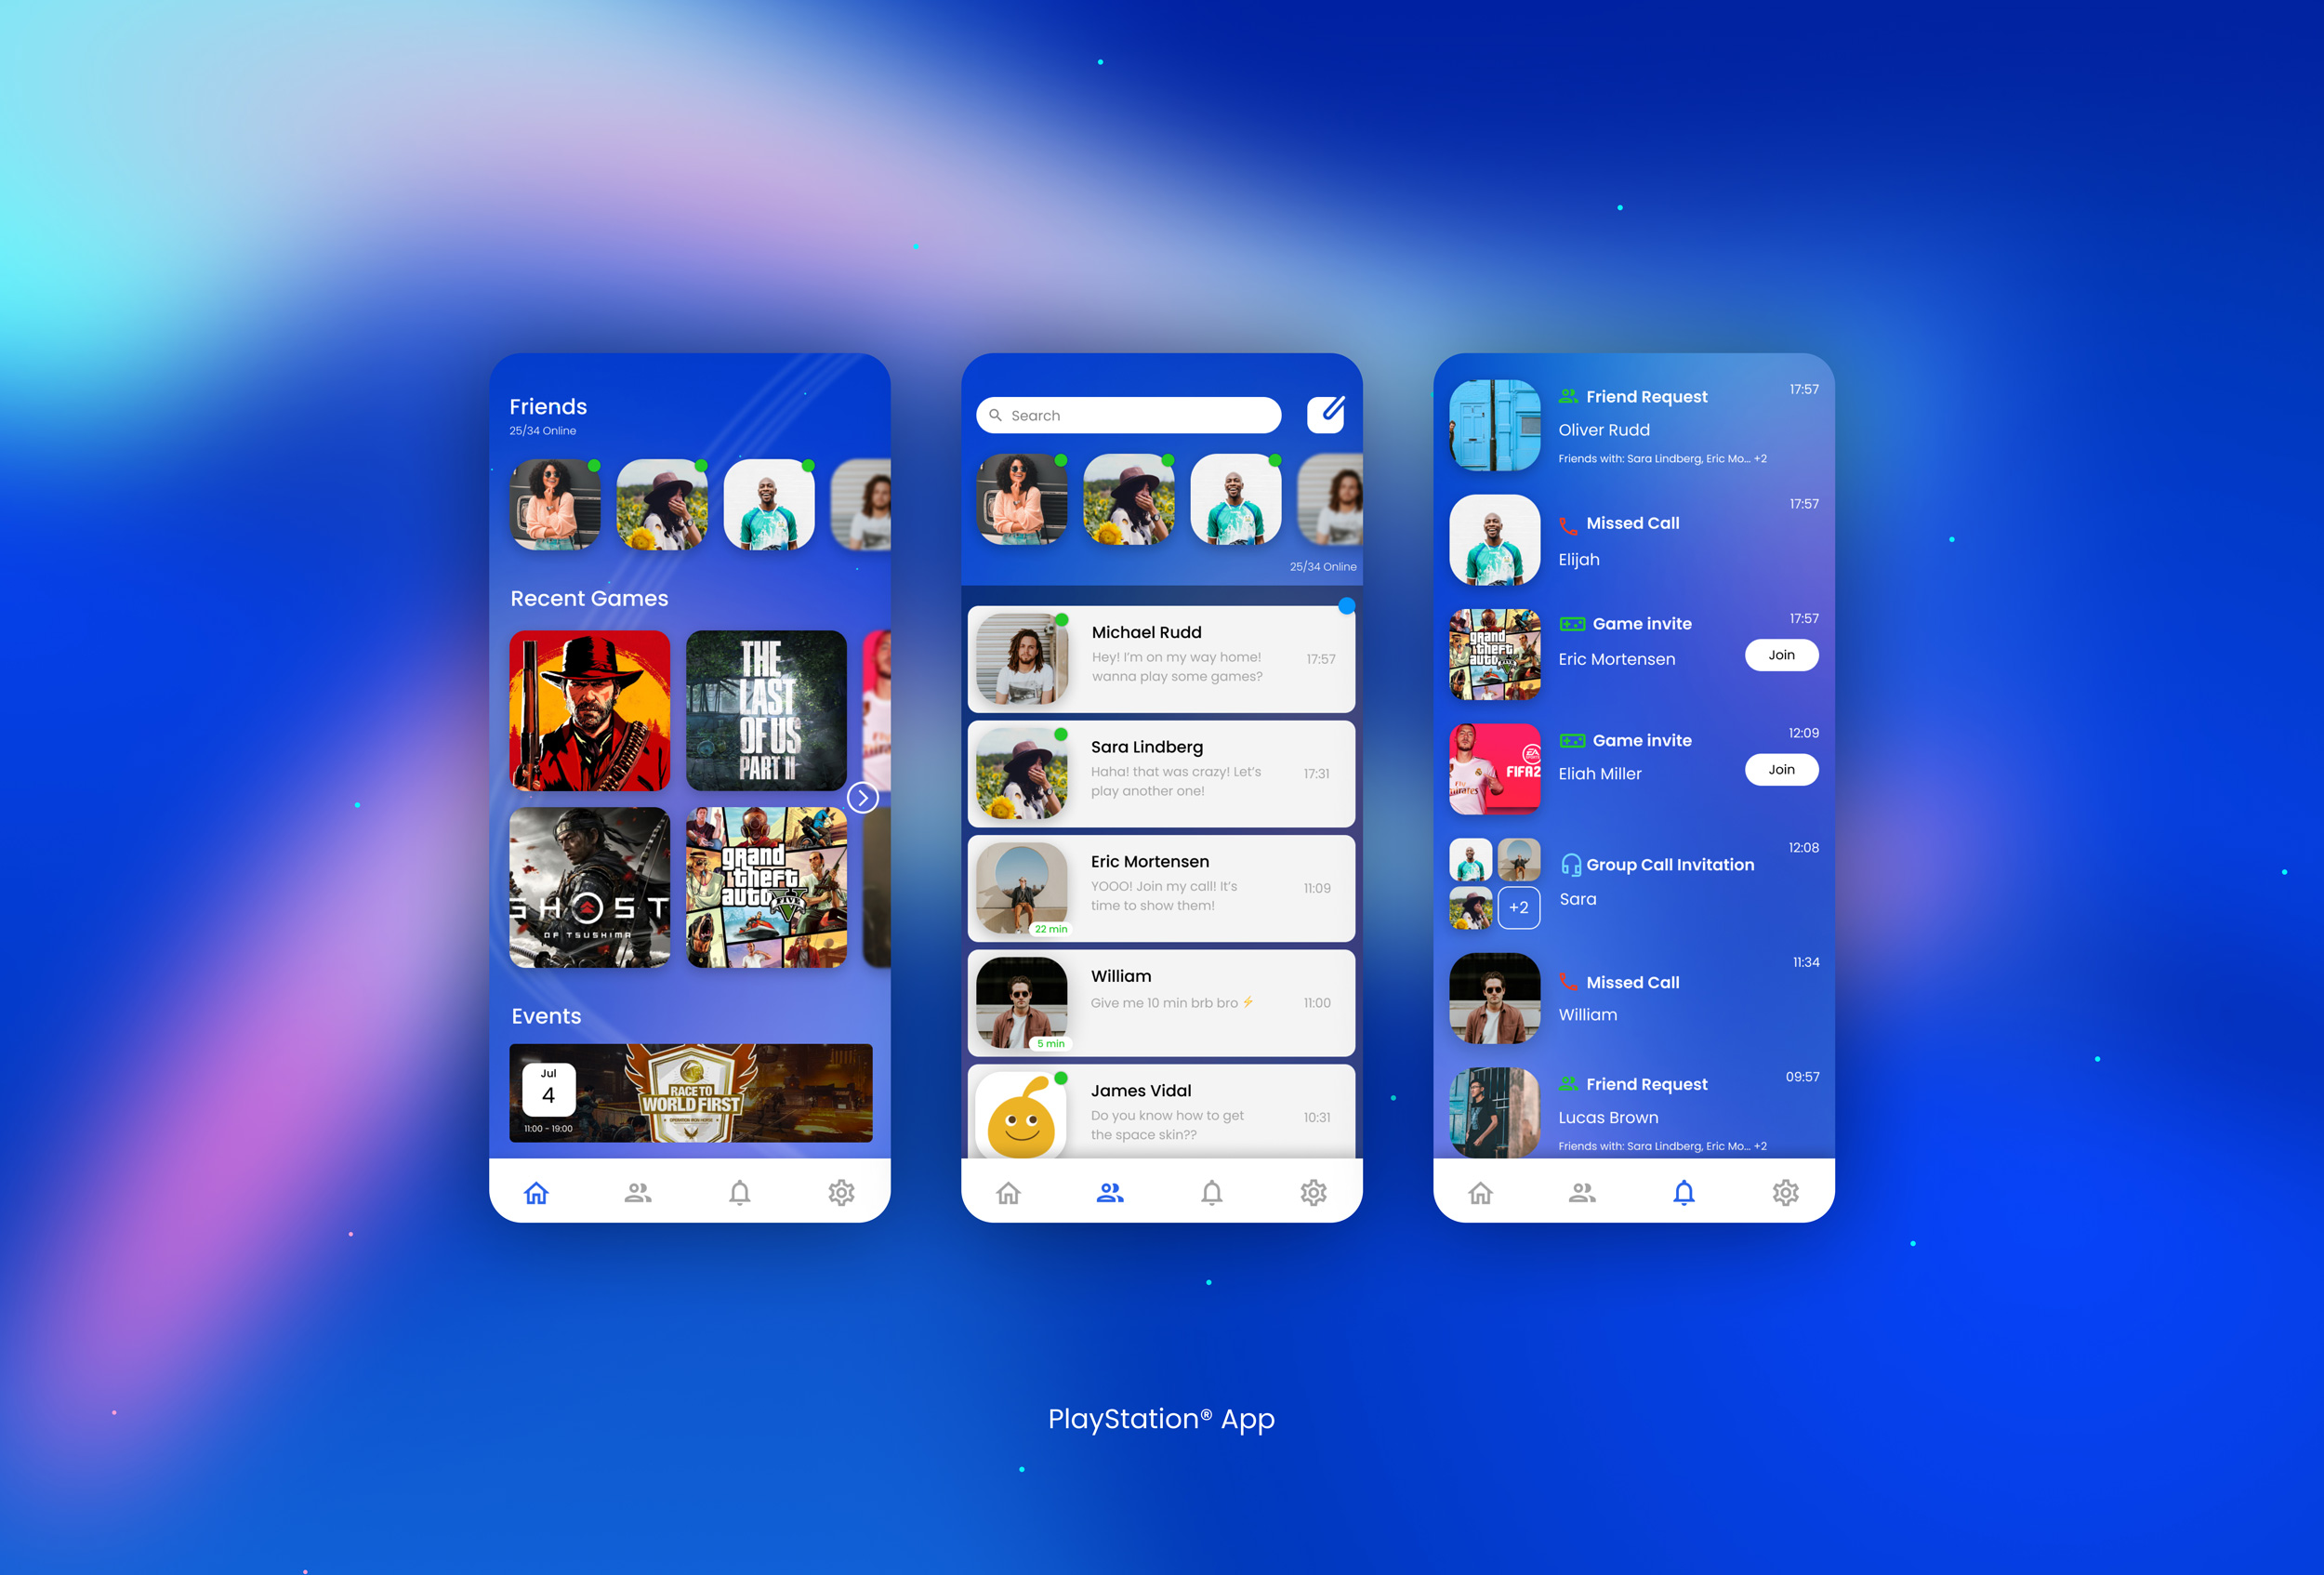 Friends
25/34 Online
Recent Games
THE
LAST
OF US
PART II
GHOST
OF TSUSHIMA
grand
theft
auto
V
FIVE
Events
Jul
4
11:00 - 19:00
RACE TO
WORLD FIRST
Search
25/34 Online
Michael Rudd
Hey! I'm on my way home!
wanna play some games?
17:57
Sara Lindberg
Haha! that was crazy! Let's
play another one!
17:31
Eric Mortensen
YOOO! Join my call! It's
time to show them!
11:09
22 min
William
Give me 10 min brb bro ⚡
11:00
5 min
James Vidal
Do you know how to get
the space skin??
10:31
Friend Request
17:57
Oliver Rudd
Friends with: Sara Lindberg, Eric Mo... +2
Missed Call
17:57
Elijah
grand
theft
auto
Game invite
17:57
Eric Mortensen
Join
EA
FIFA2
Game invite
12:09
Eliah Miller
Join
+2
Group Call Invitation
12:08
Sara
Missed Call
11:34
William
Friend Request
09:57
Lucas Brown
Friends with: Sara Lindberg, Eric Mo... +2
PlayStation® App